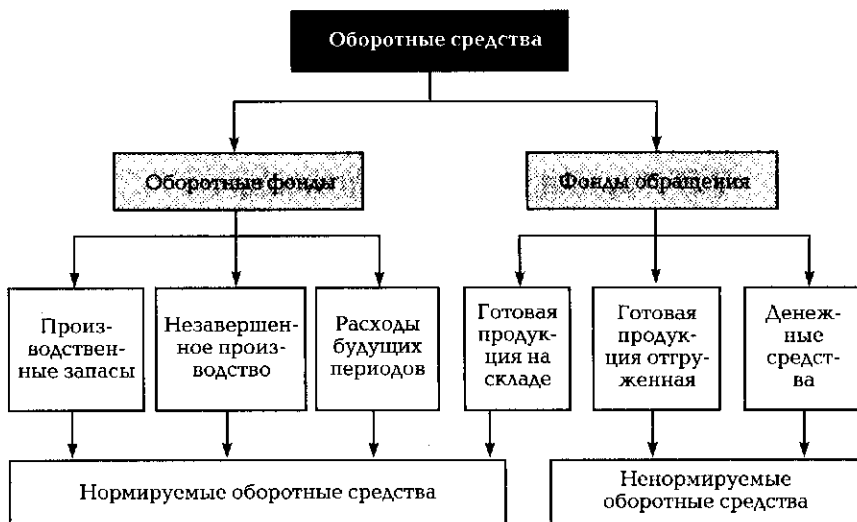 Оборотные средства
Оборотные фонды
Фонды обращения
Произ-
водствен-
ные запасы
Незавершен-
ное произ-
водство
Расходы
будущих
периодов
Готовая
продук-
ция на
складе
Готовая
продук-
ция отгру-
женная
Денеж-
ные
средст-
ва
Нормируемые оборотные средства
Ненормируемые
оборотные средства